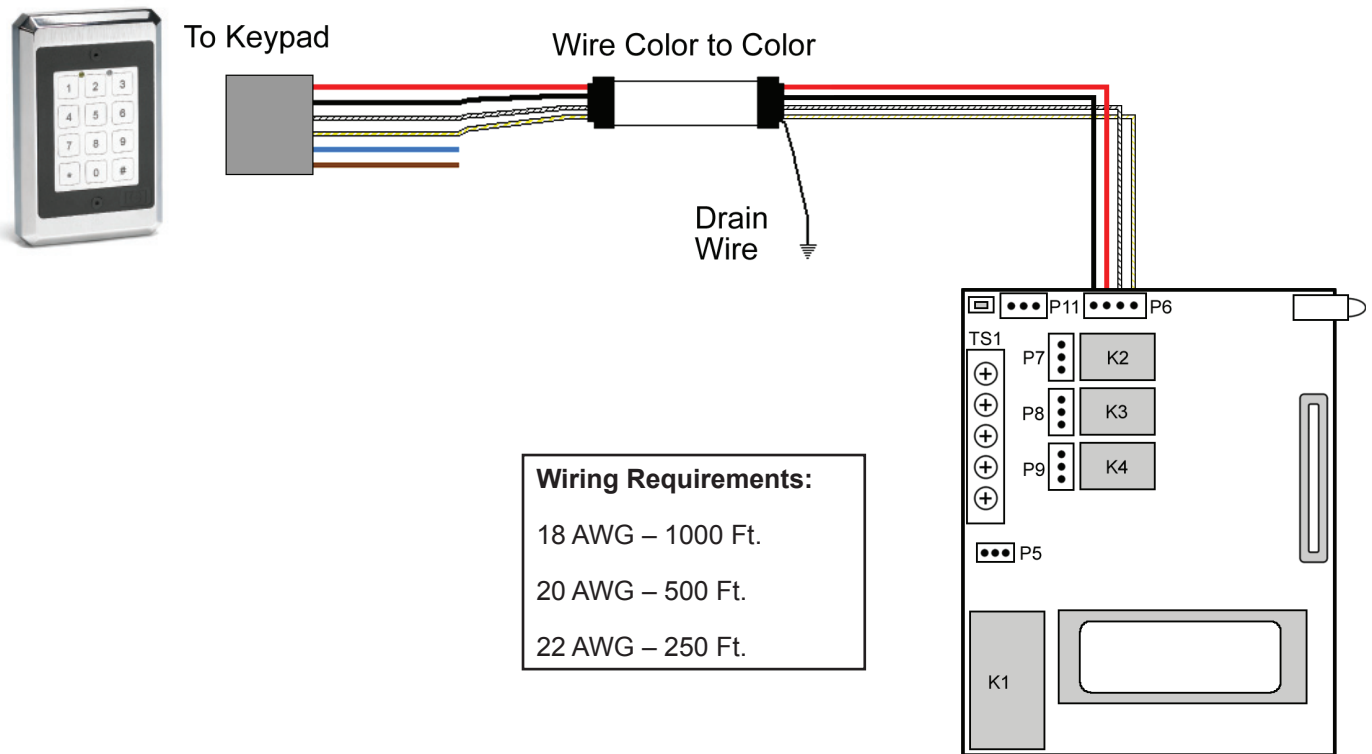 To Keypad
Wire Color to Color
1 2 3
4 5 6
7 8 9
* 0 #
Drain
Wire
P11
P6
TS1
P7
K2
P8
K3
P9
K4
P5
K1
Wiring Requirements:
18 AWG – 1000 Ft.
20 AWG – 500 Ft.
22 AWG – 250 Ft.